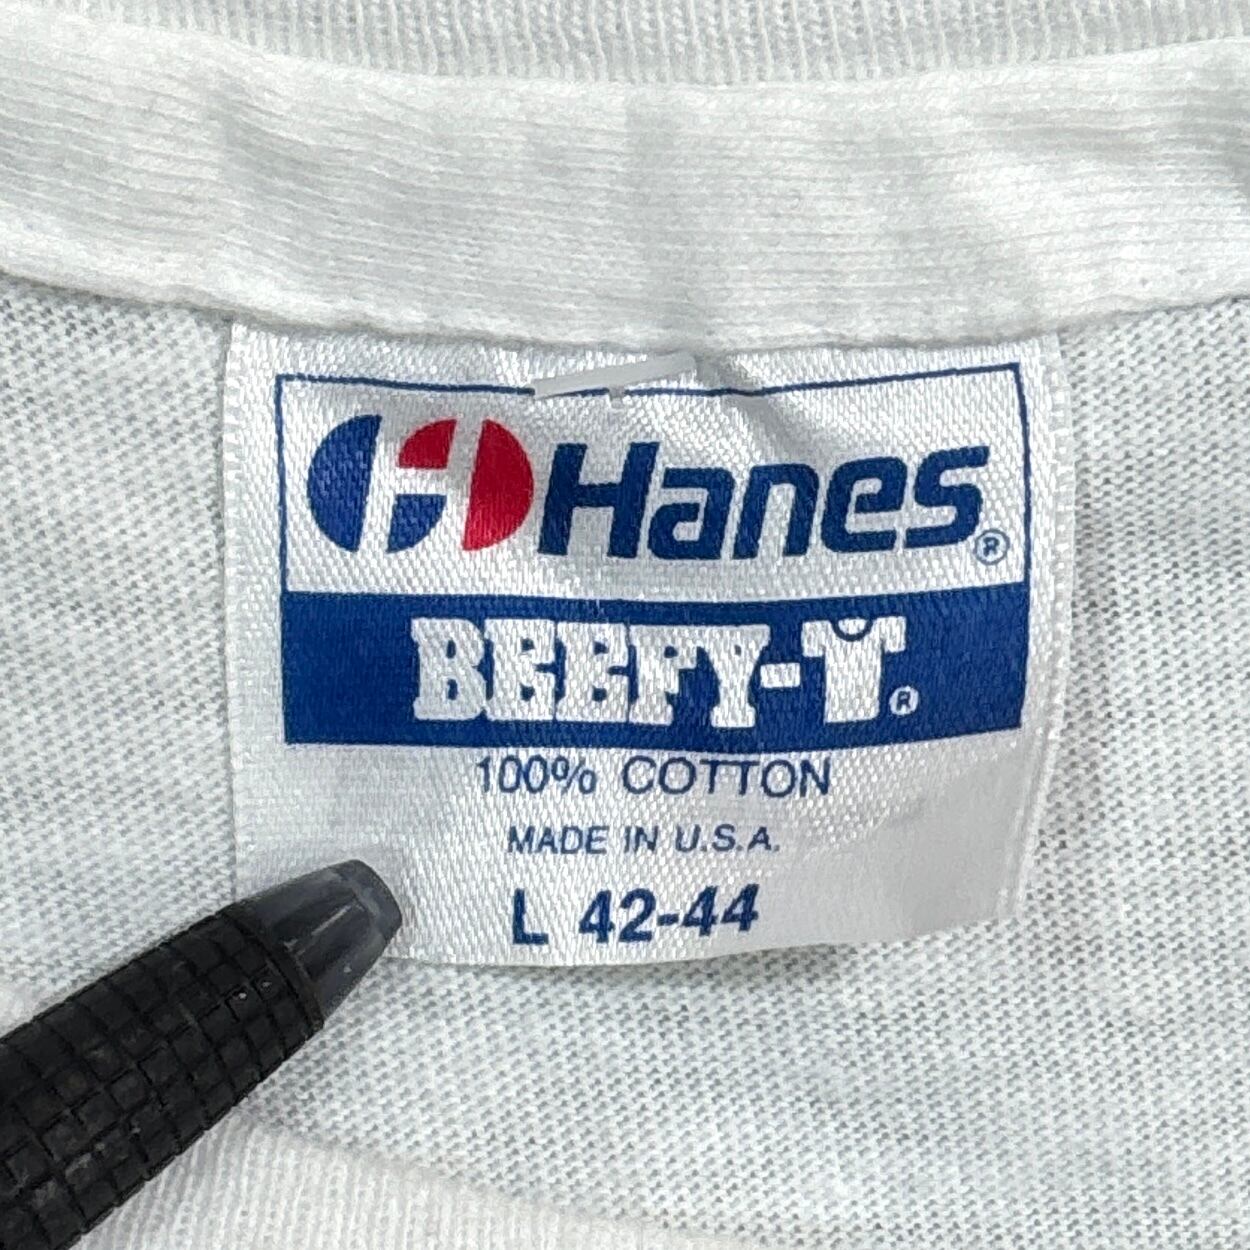 Hanes®
BEEFY-T®
100% COTTON
MADE IN U.S.A.
L 42-44